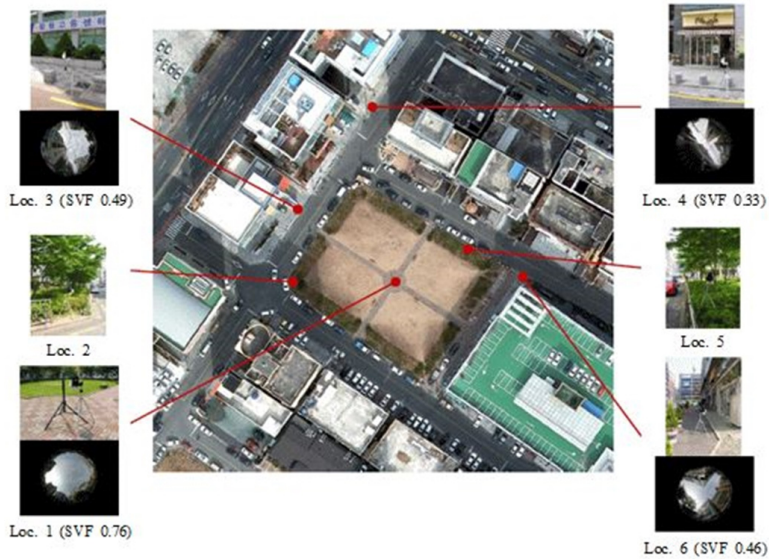 Loc. 3 (SVF 0.49)
Loc. 4 (SVF 0.33)
Loc. 2
Loc. 5
Loc. 1 (SVF 0.76)
Loc. 6 (SVF 0.46)